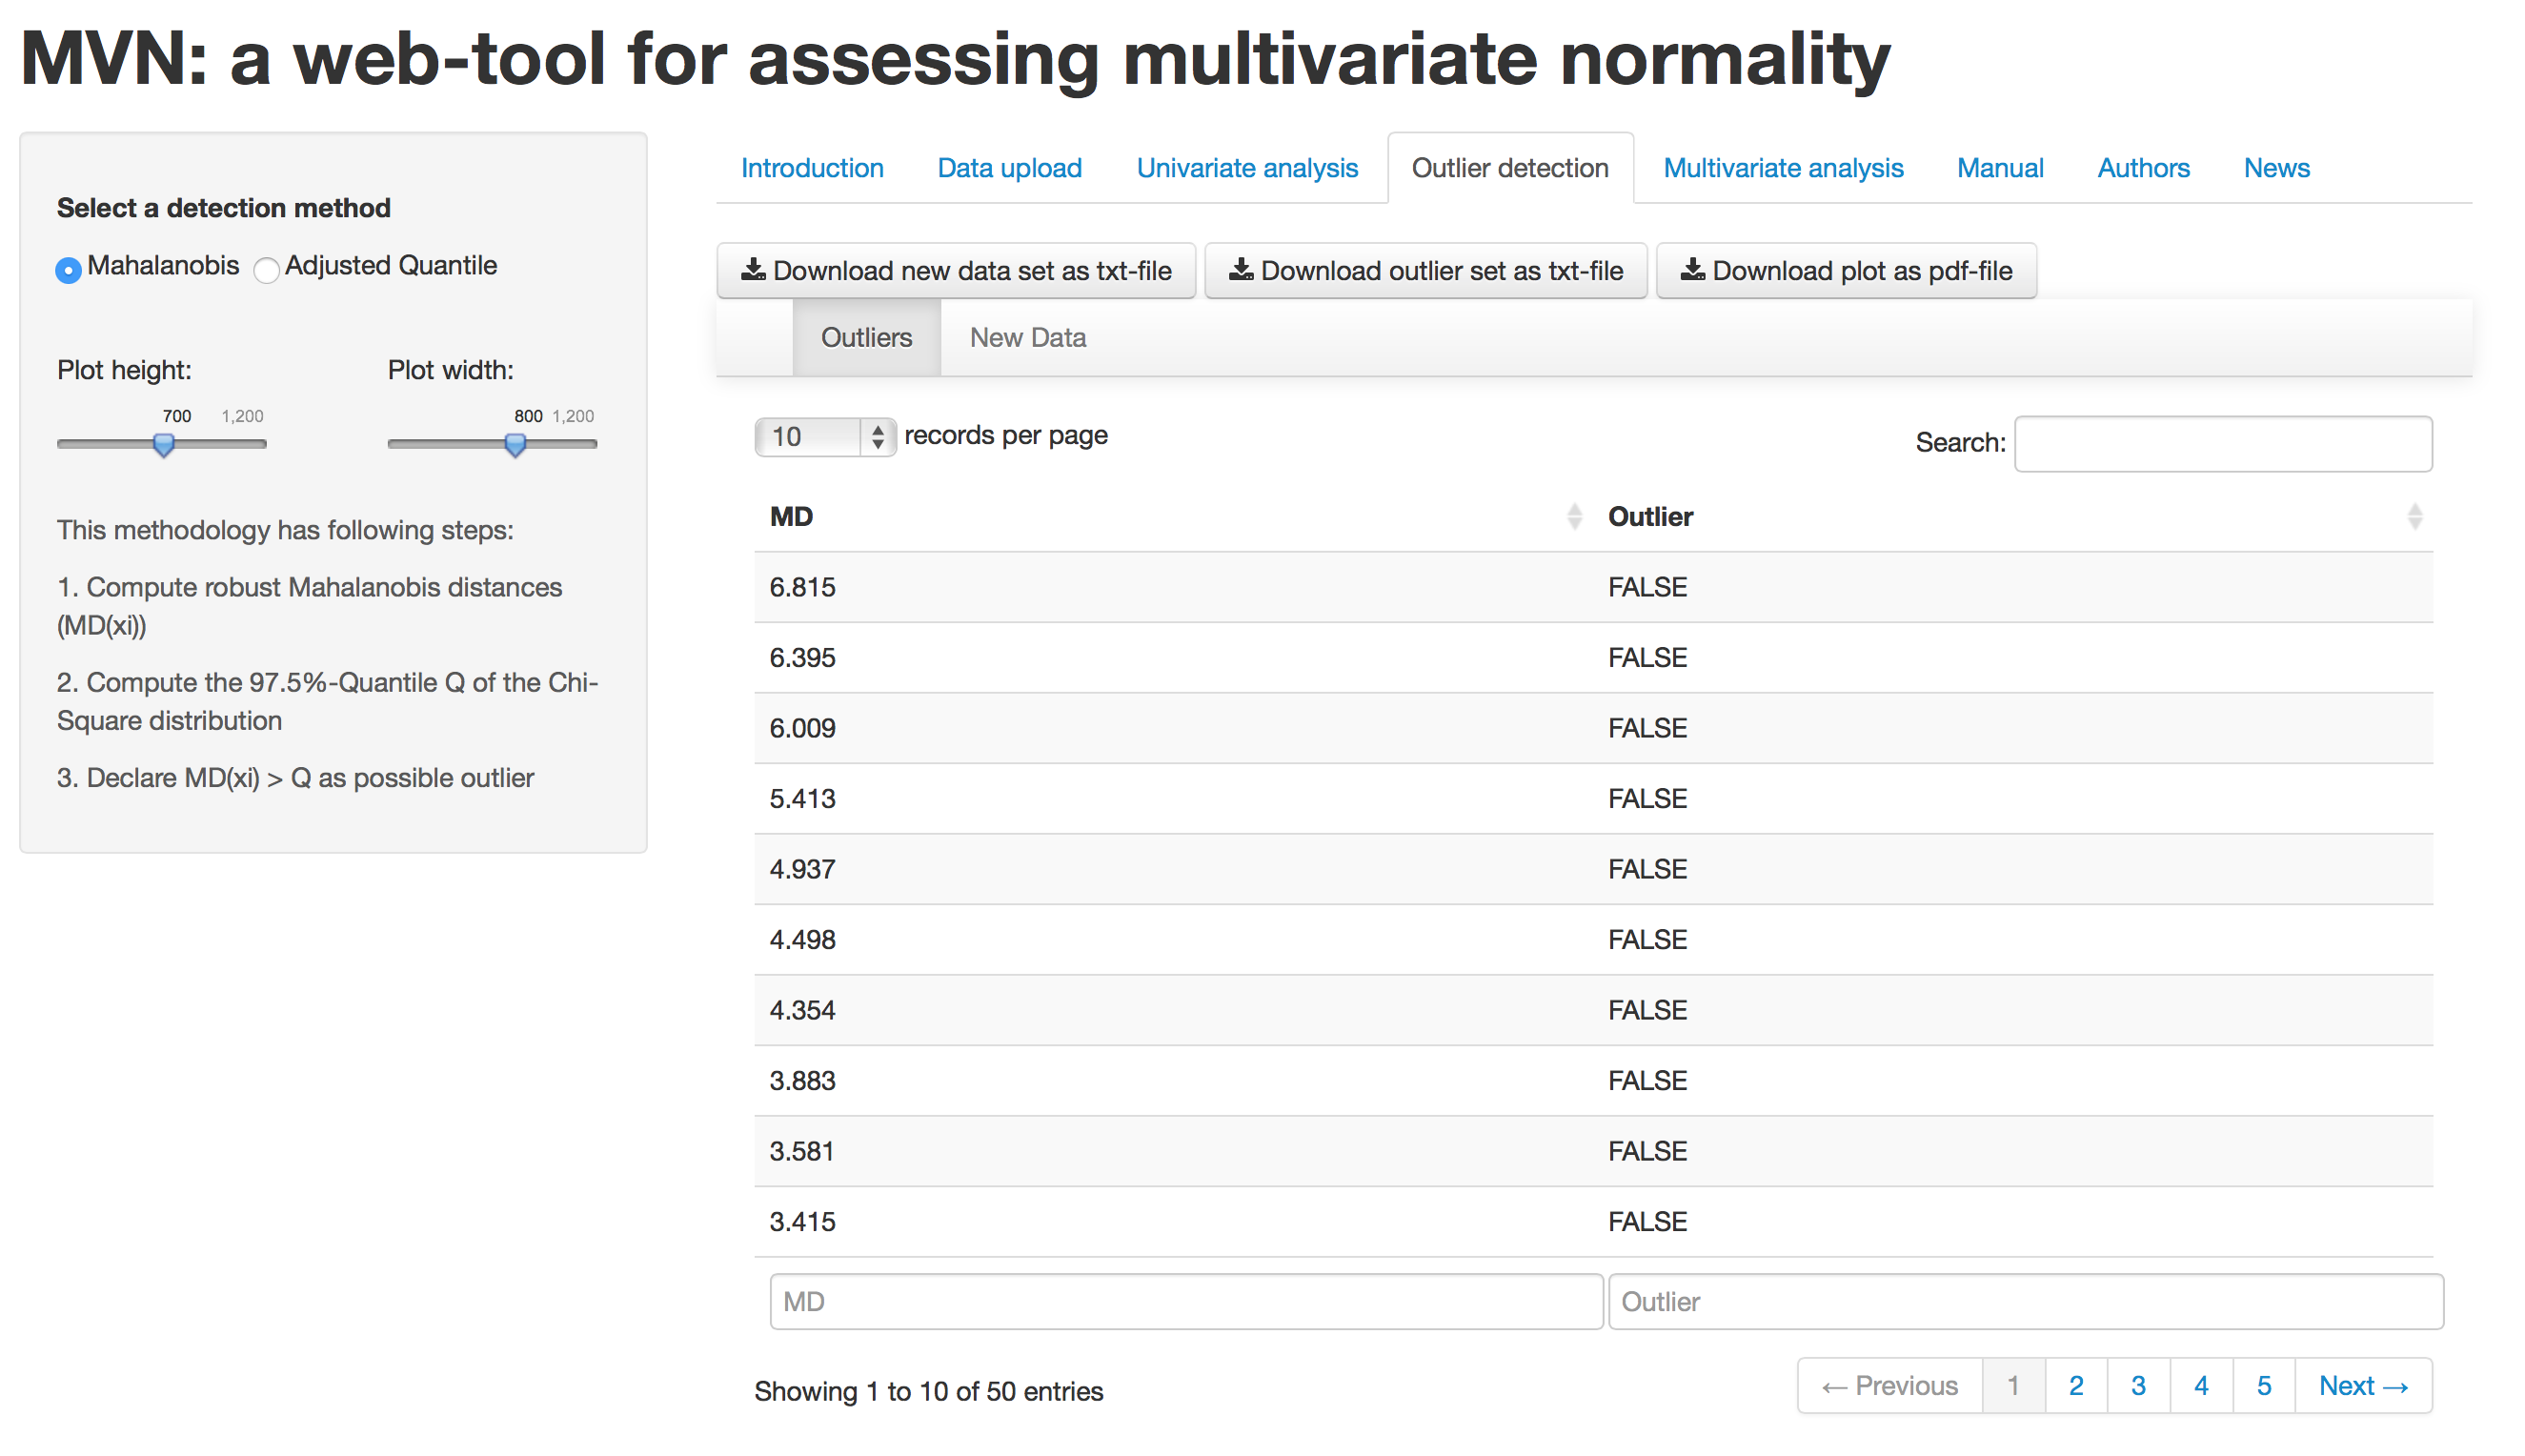 MVN: a web-tool for assessing multivariate normality
Select a detection method
Mahalanobis Adjusted Quantile
Plot height: Plot width:
700 1,200 800 1,200
This methodology has following steps:
1. Compute robust Mahalanobis distances
(MD(xi))
2. Compute the 97.5%-Quantile Q of the Chi-
Square distribution
3. Declare MD(xi) > Q as possible outlier
Introduction Data upload Univariate analysis Outlier detection Multivariate analysis Manual Authors News
Download new data set as txt-file Download outlier set as txt-file Download plot as pdf-file
Outliers New Data
10 records per page Search:
MD Outlier
6.815 FALSE
6.395 FALSE
6.009 FALSE
5.413 FALSE
4.937 FALSE
4.498 FALSE
4.354 FALSE
3.883 FALSE
3.581 FALSE
3.415 FALSE
MD Outlier
Showing 1 to 10 of 50 entries
← Previous 1 2 3 4 5 Next →